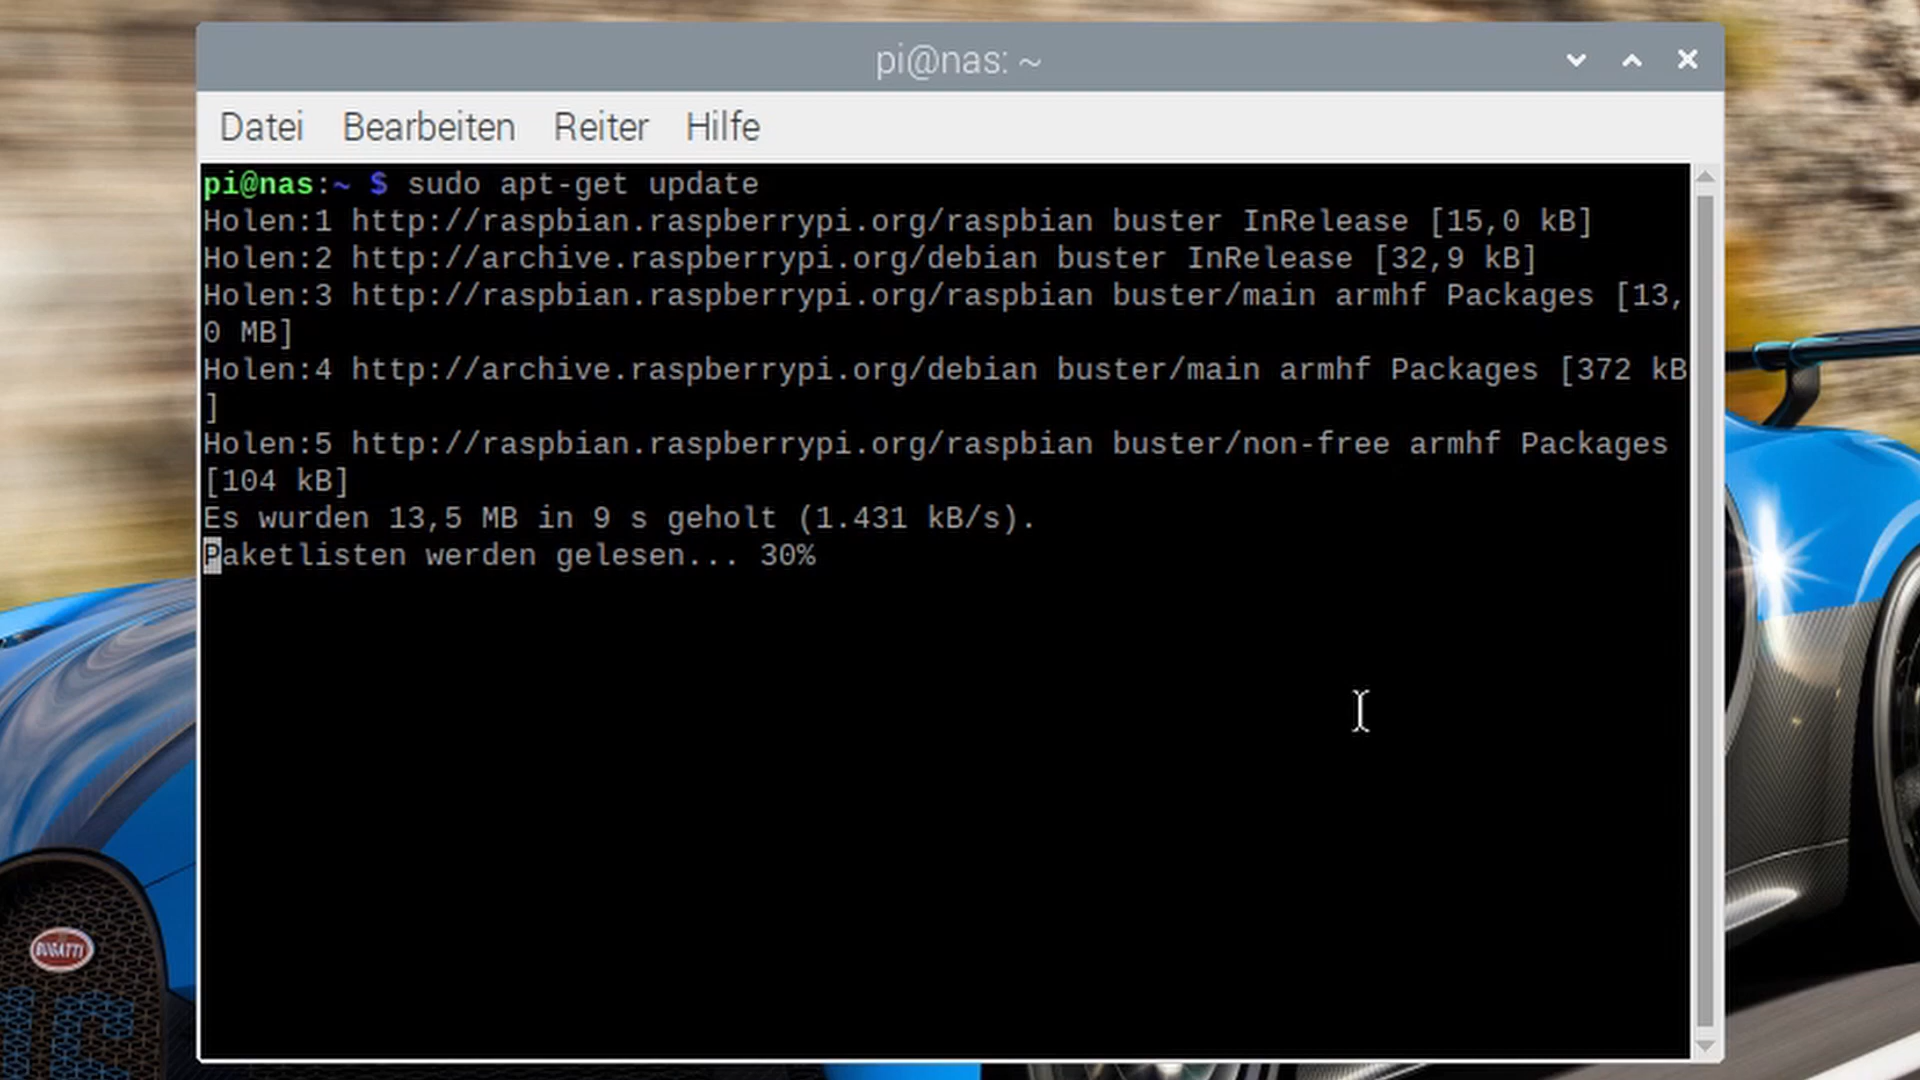 pi@nas: ~
Datei Bearbeiten Reiter Hilfe
pi@nas:~ $ sudo apt-get update
Holen:1 http://raspbian.raspberrypi.org/raspbian buster InRelease [15,0 kB]
Holen:2 http://archive.raspberrypi.org/debian buster InRelease [32,9 kB]
Holen:3 http://raspbian.raspberrypi.org/raspbian buster/main armhf Packages [13,
0 MB]
Holen:4 http://archive.raspberrypi.org/debian buster/main armhf Packages [372 kB
]
Holen:5 http://raspbian.raspberrypi.org/raspbian buster/non-free armhf Packages
[104 kB]
Es wurden 13,5 MB in 9 s geholt (1.431 kB/s).
Paketlisten werden gelesen... 30%
BUGATTI